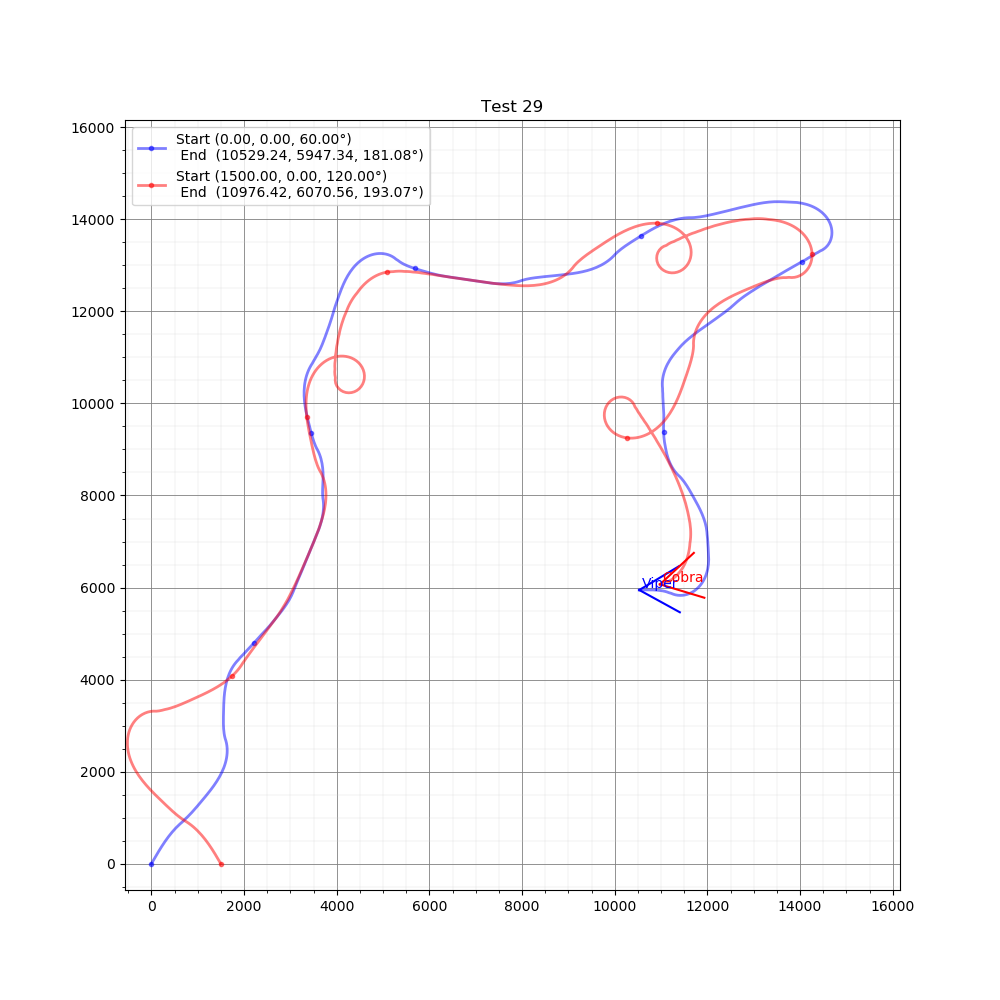 Test 29
Start (0.00, 0.00, 60.00°)
End (10529.24, 5947.34, 181.08°)
Start (1500.00, 0.00, 120.00°)
End (10976.42, 6070.56, 193.07°)
16000
14000
12000
10000
8000
6000
4000
2000
0
Viper
Cobra
0 2000 4000 6000 8000 10000 12000 14000 16000